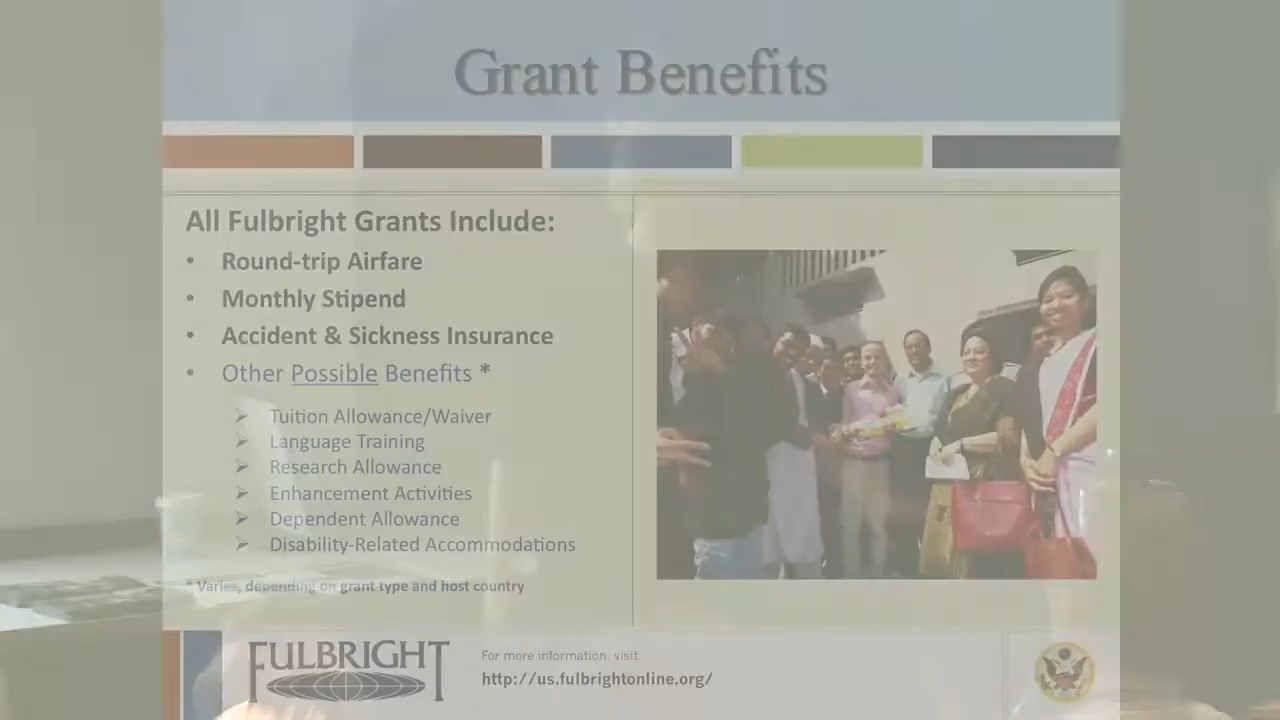 Grant Benefits
All Fulbright Grants Include:
• Round-trip Airfare
• Monthly Stipend
• Accident & Sickness Insurance
• Other Possible Benefits *
➢ Tuition Allowance/Waiver
➢ Language Training
➢ Research Allowance
➢ Enhancement Activities
➢ Dependent Allowance
➢ Disability-Related Accommodations
* Varies, depending on grant type and host country
FULBRIGHT
For more information, visit:
http://us.fulbrightonline.org/